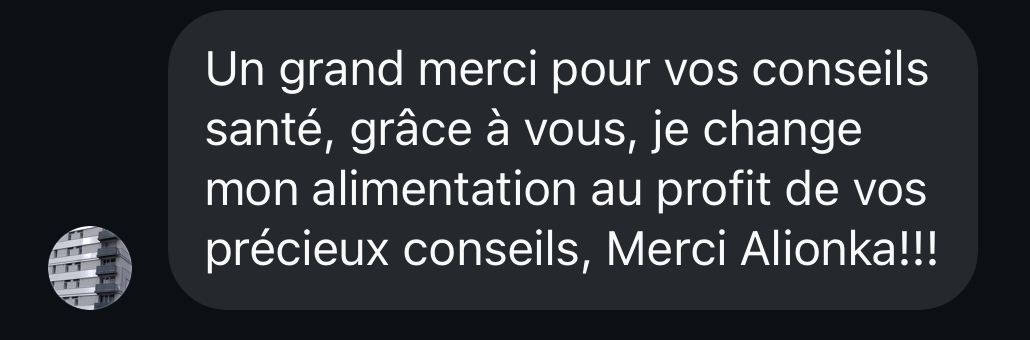 Un grand merci pour vos conseils
santé, grâce à vous, je change
mon alimentation au profit de vos
précieux conseils, Merci Alionka!!!